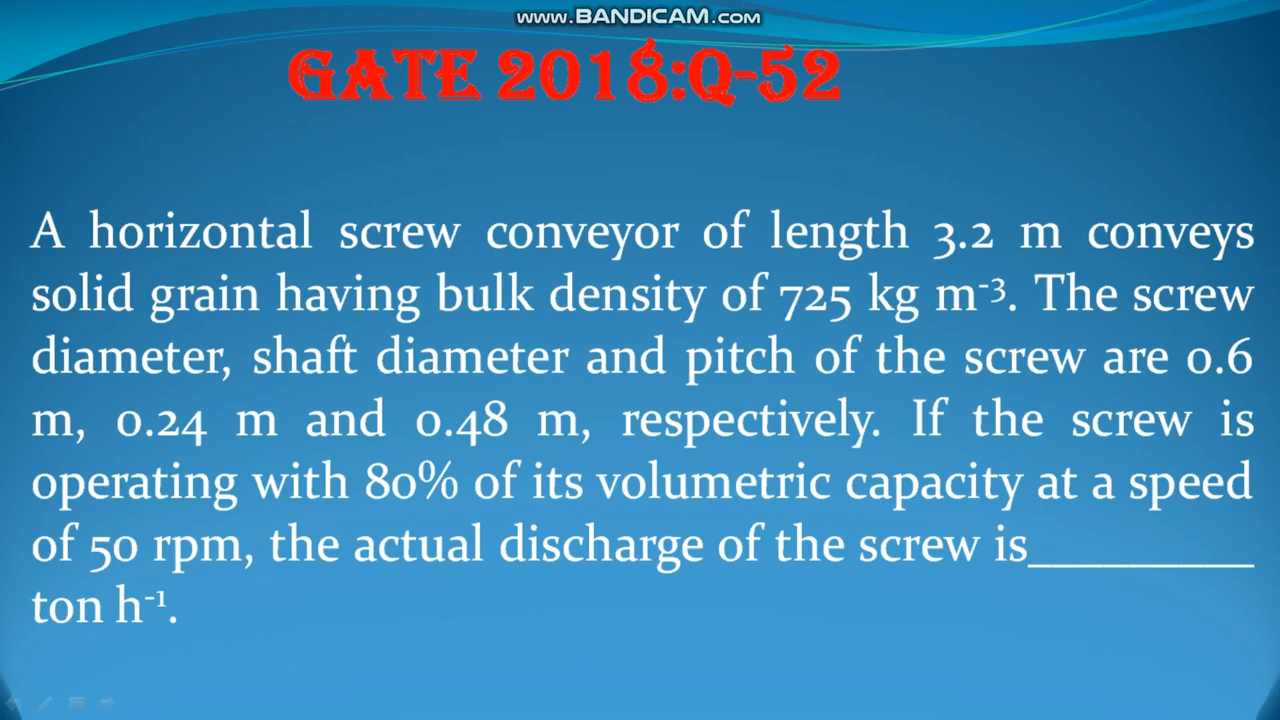 www.BANDICAM.com
GATE 2018:Q-52
A horizontal screw conveyor of length 3.2 m conveys
solid grain having bulk density of 725 kg m⁻³. The screw
diameter, shaft diameter and pitch of the screw are 0.6
m, 0.24 m and 0.48 m, respectively. If the screw is
operating with 80% of its volumetric capacity at a speed
of 50 rpm, the actual discharge of the screw is_________
ton h⁻¹.